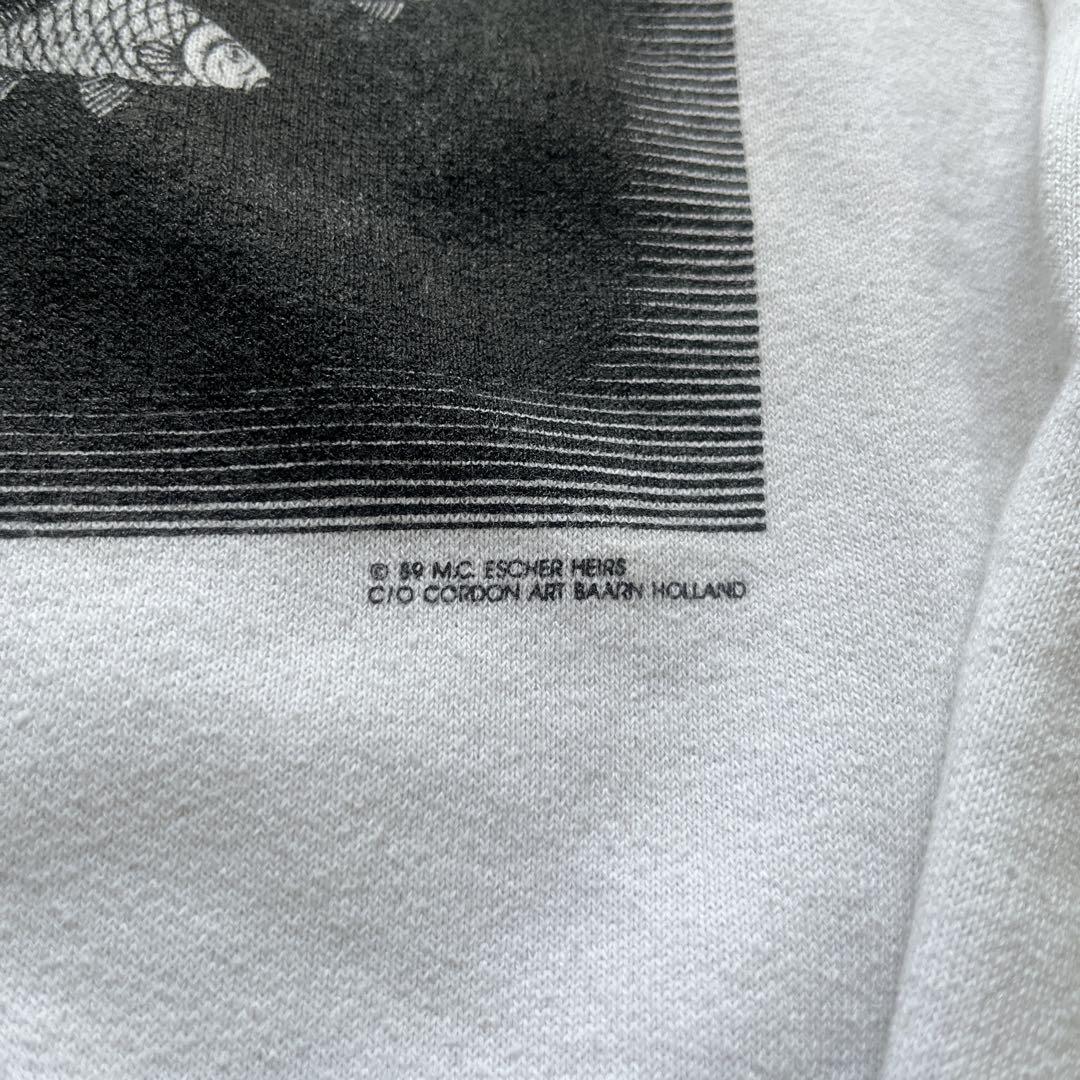 © 89 M.C. ESCHER HEIRS
C/O CORDON ART BAARN HOLLAND